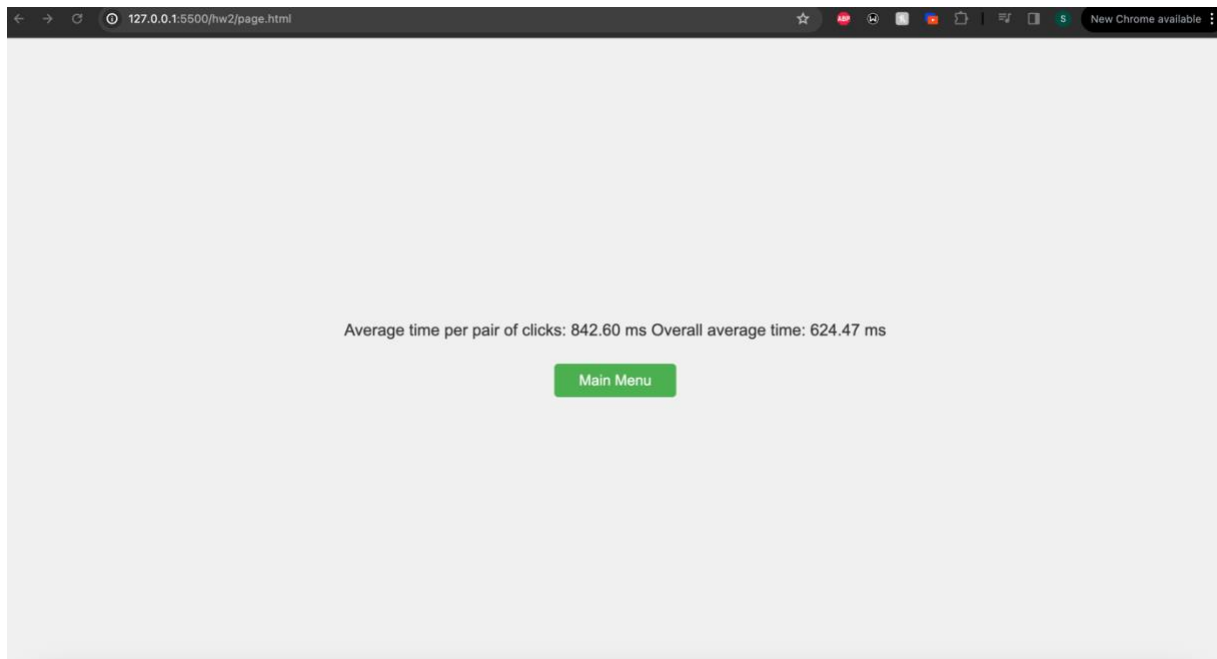 127.0.0.1:5500/hw2/page.html
ABP
S
New Chrome available
Average time per pair of clicks: 842.60 ms Overall average time: 624.47 ms
Main Menu